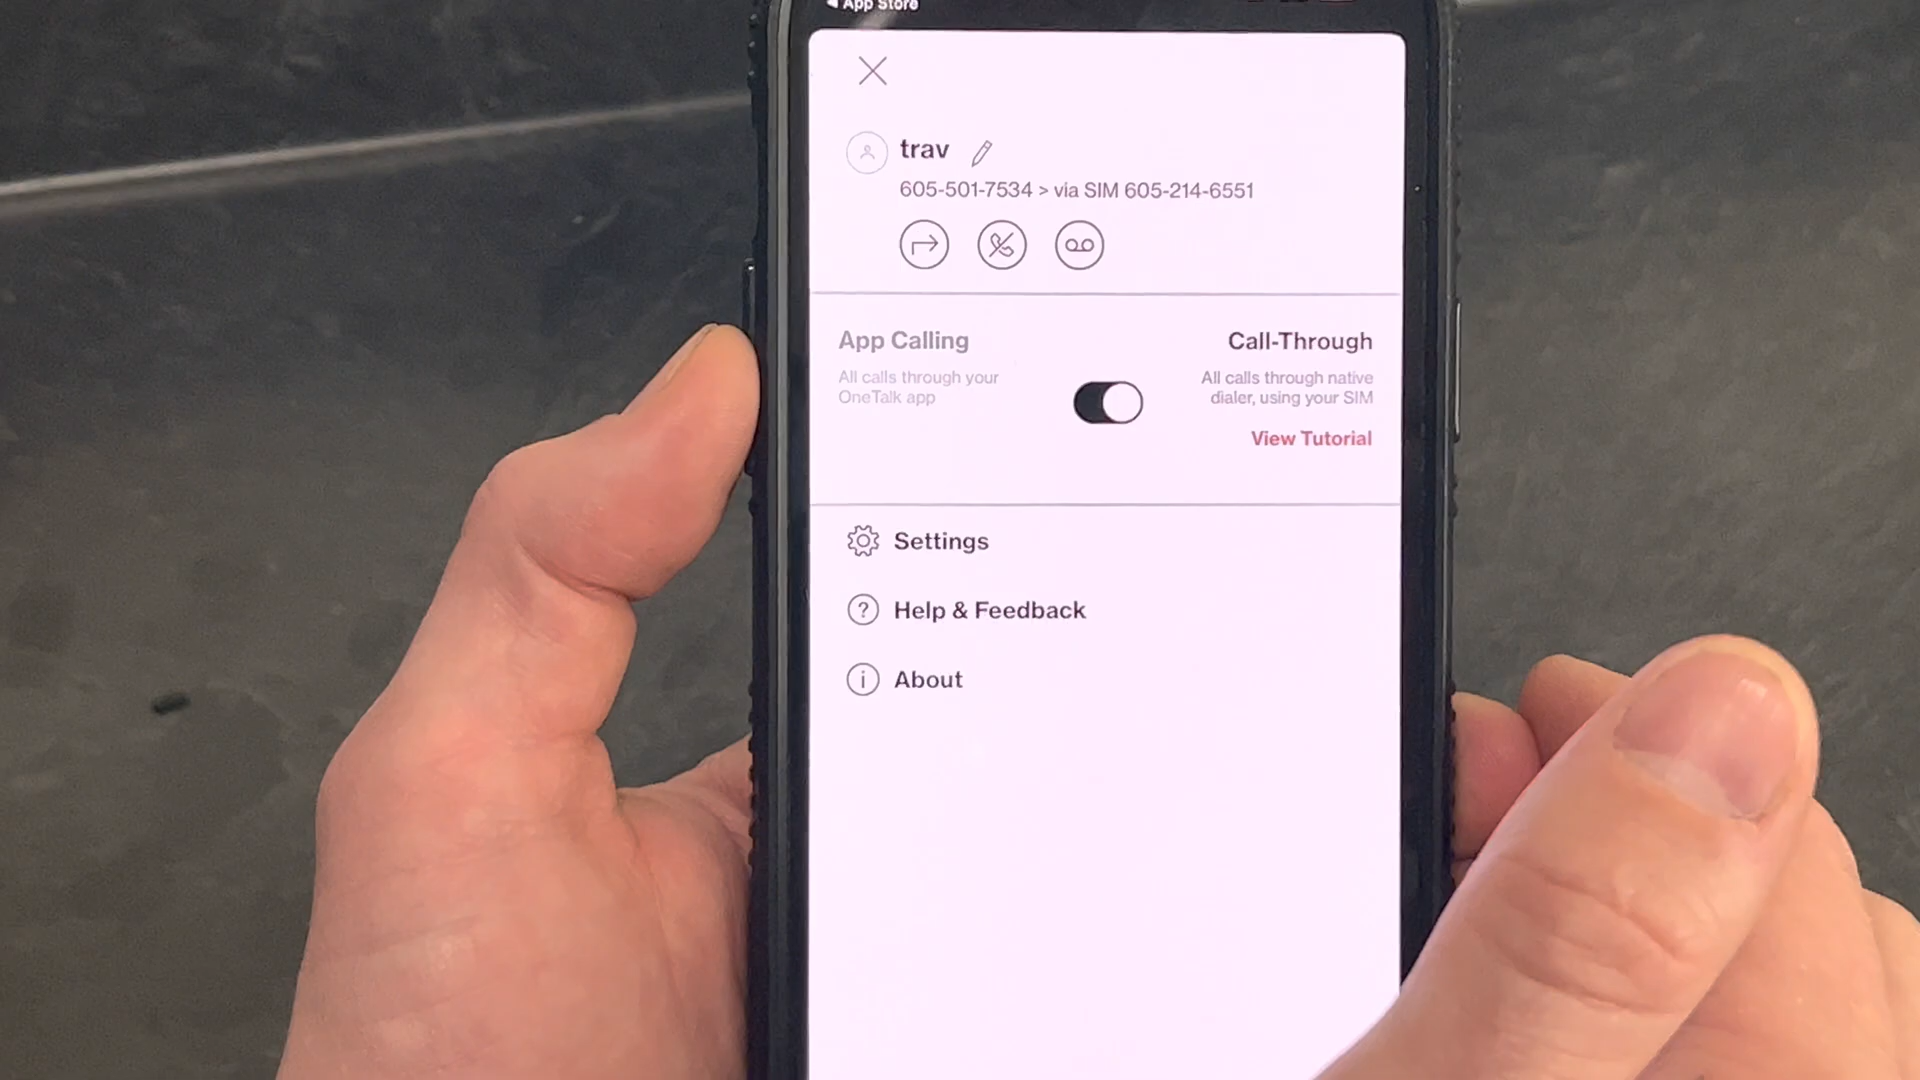 ◀ App Store
trav
605-501-7534 > via SIM 605-214-6551
App Calling
All calls through your
OneTalk app
Call-Through
All calls through native
dialer, using your SIM
View Tutorial
Settings
Help & Feedback
About